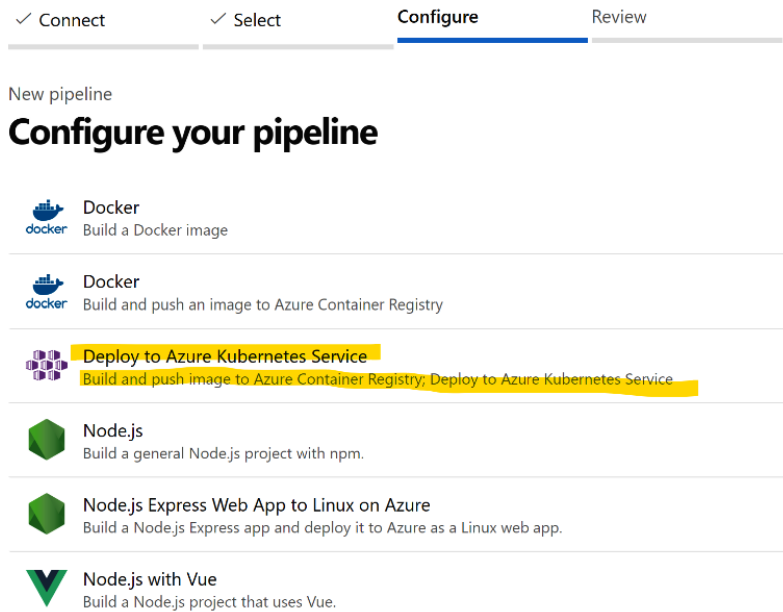 Connect
Select
Configure
Review
New pipeline
Configure your pipeline
docker
Docker
Build a Docker image
docker
Docker
Build and push an image to Azure Container Registry
Deploy to Azure Kubernetes Service
Build and push image to Azure Container Registry; Deploy to Azure Kubernetes Service
Node.js
Build a general Node.js project with npm.
Node.js Express Web App to Linux on Azure
Build a Node.js Express app and deploy it to Azure as a Linux web app.
Node.js with Vue
Build a Node.js project that uses Vue.